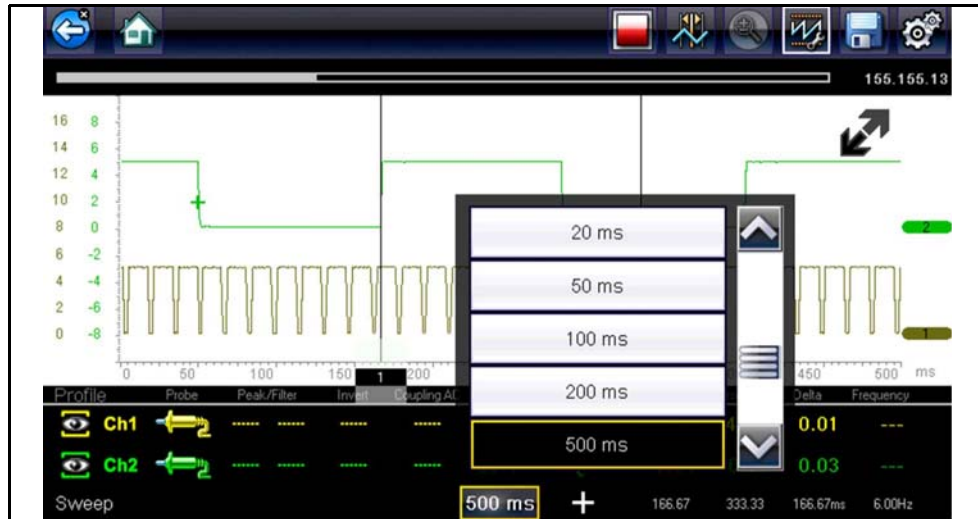 155.155.13
16 8
14 6
12 4
10 2
8 0
6 -2
4 -4
2 -6
0 -8
2
1
20 ms
50 ms
100 ms
200 ms
500 ms
0 50 100 150 1 200 450 500 ms
Profile Probe Peak/Filter Invert Coupling AC Delta Frequency
Ch1 ------ ------ ------ 0.01 ---
Ch2 ------ ------ ------ 0.03 ---
Sweep 500 ms + 166.67 333.33 166.67ms 6.00Hz